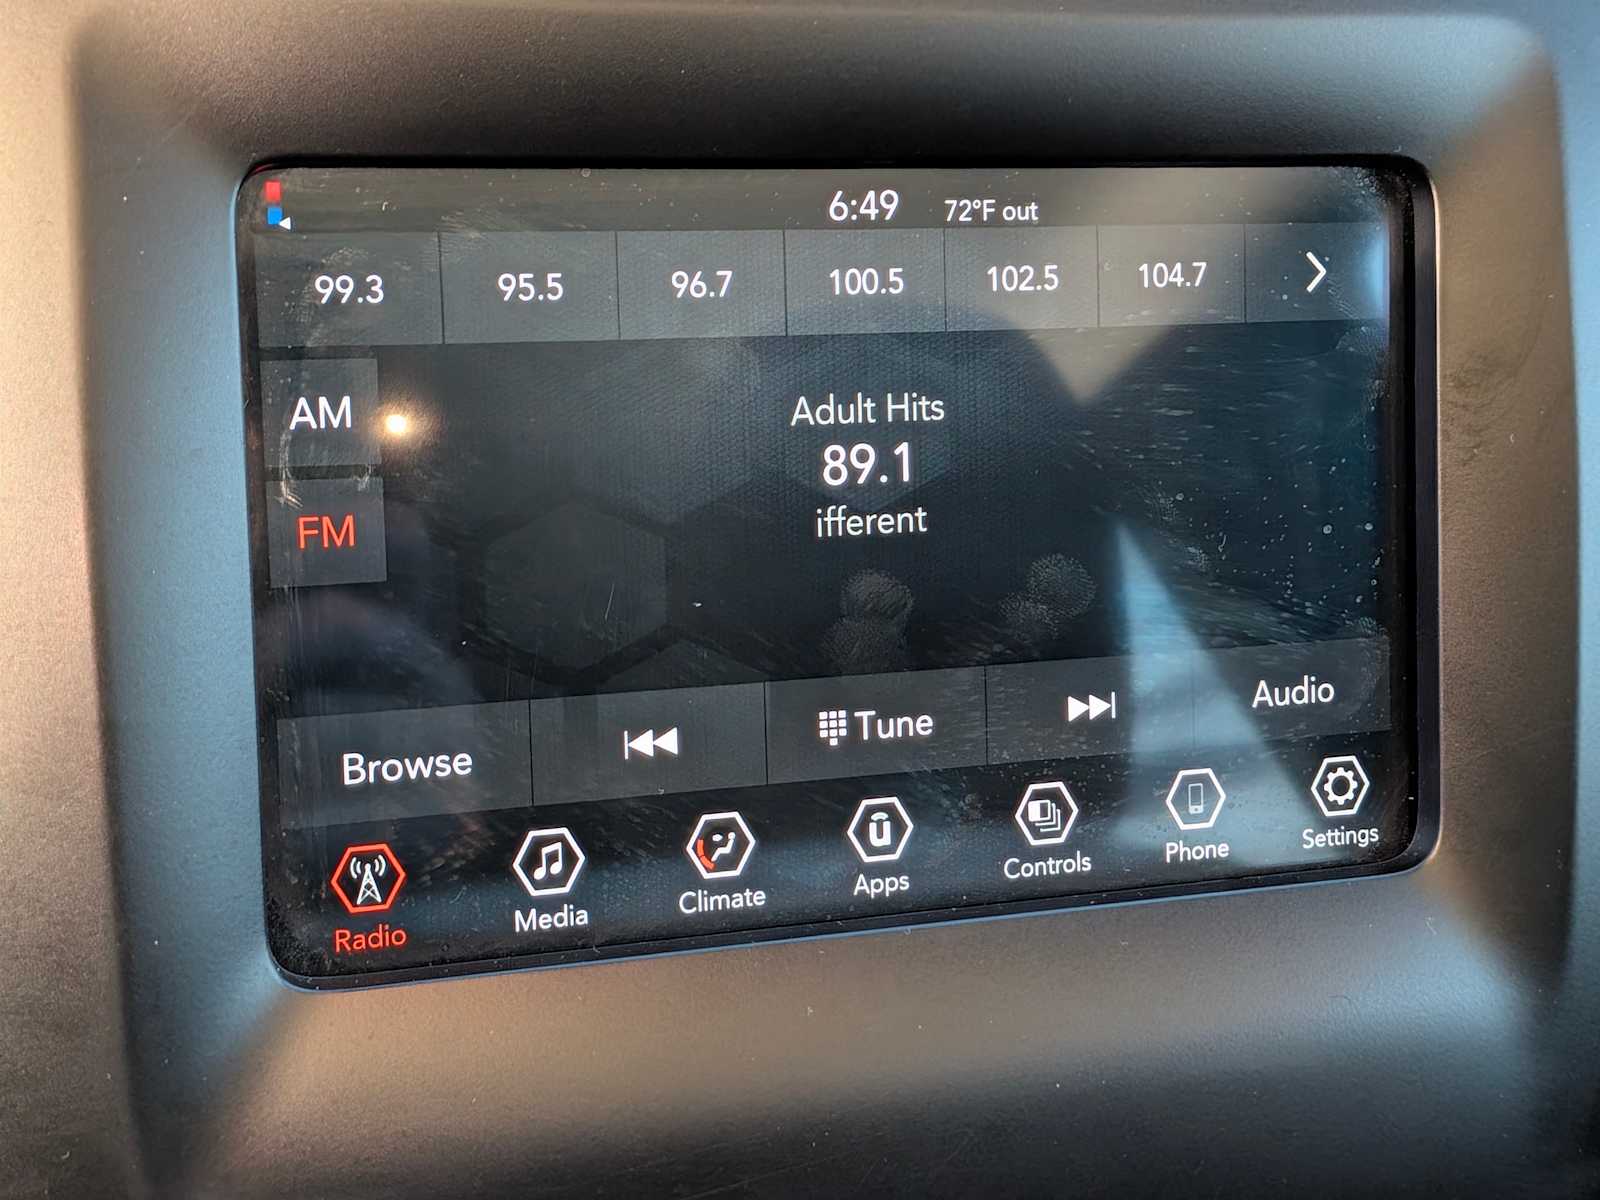 6:49 72°F out
99.3 95.5 96.7 100.5 102.5 104.7
AM
Adult Hits
89.1
FM
ifferent
Browse Tune Audio
Radio Media Climate Apps Controls Phone Settings